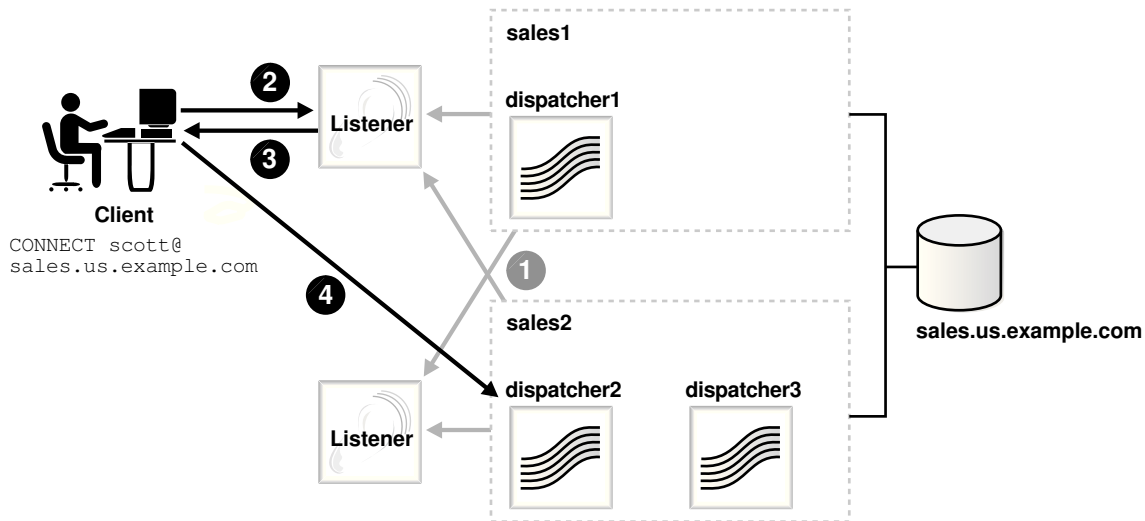 sales1
2
dispatcher1
Listener
3
Client
CONNECT scott@
sales.us.example.com
1
4
sales2
sales.us.example.com
dispatcher2
dispatcher3
Listener